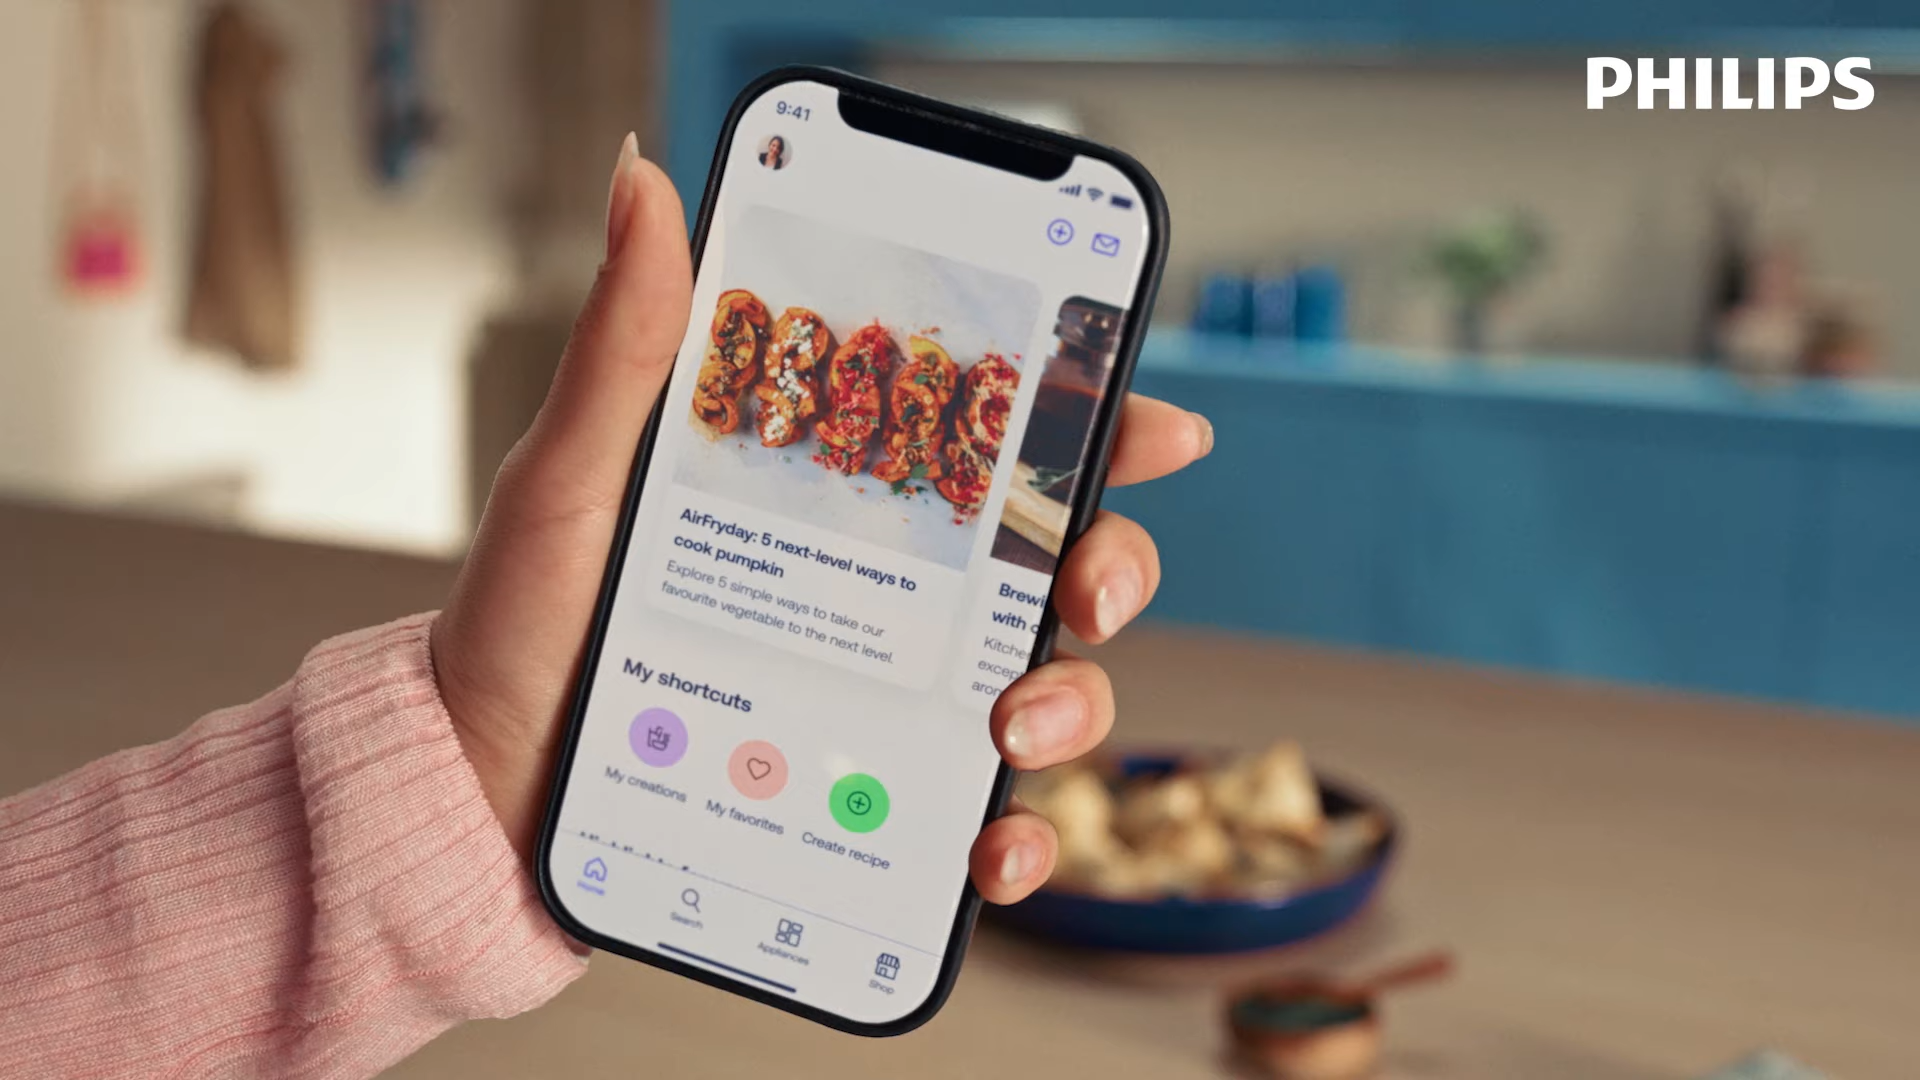 PHILIPS
9:41
AirFryday: 5 next-level ways to
cook pumpkin
Explore 5 simple ways to take our
favourite vegetable to the next level.
Brewi
with
Kitche
except
aron
My shortcuts
My creations
My favorites
Create recipe
Home
Search
Appliances
Shop